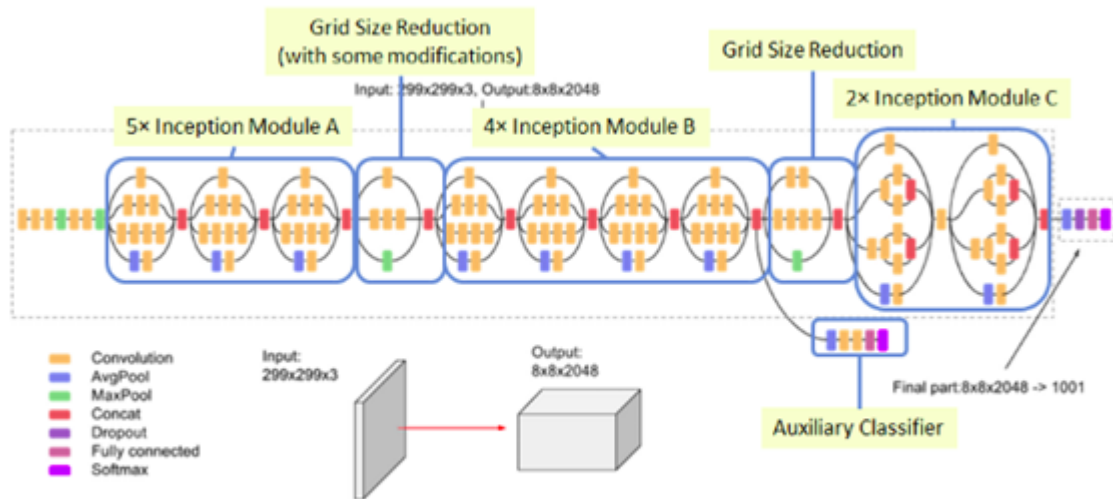 Grid Size Reduction
(with some modifications)
Grid Size Reduction
Input: 299x299x3, Output:8x8x2048
2× Inception Module C
5× Inception Module A
4× Inception Module B
Convolution
AvgPool
MaxPool
Concat
Dropout
Fully connected
Softmax
Input:
299x299x3
Output:
8x8x2048
Final part:8x8x2048 -> 1001
Auxiliary Classifier